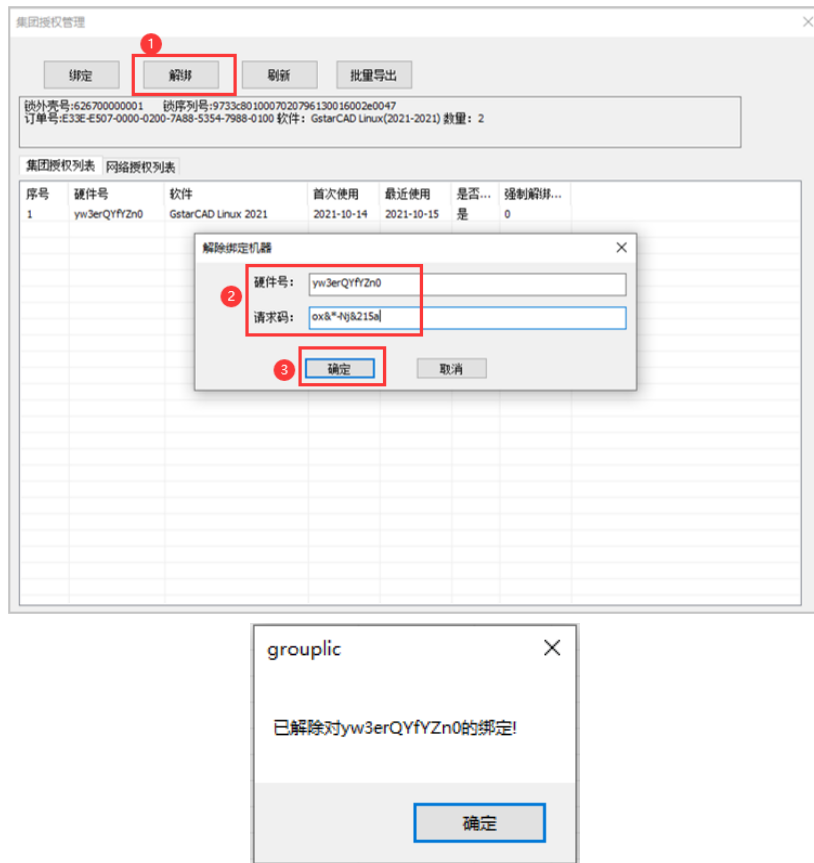 集团授权管理
1
绑定 解绑 刷新 批量导出
锁外壳号:626700000001 锁序列号:9733c8010007020796130016002e0047
订单号:E33E-E507-0000-0200-7A88-5354-7988-0100 软件: GstarCAD Linux(2021-2021) 数量: 2
集团授权列表 网络授权列表
序号 硬件号 软件 首次使用 最近使用 是否... 强制解绑...
1 yw3erQYfYZn0 GstarCAD Linux 2021 2021-10-14 2021-10-15 是 0
解除绑定机器
2
硬件号: yw3erQYfYZn0
请求码: ox&*-Nj&215a
3
确定 取消
grouplic
已解除对yw3erQYfYZn0的绑定!
确定